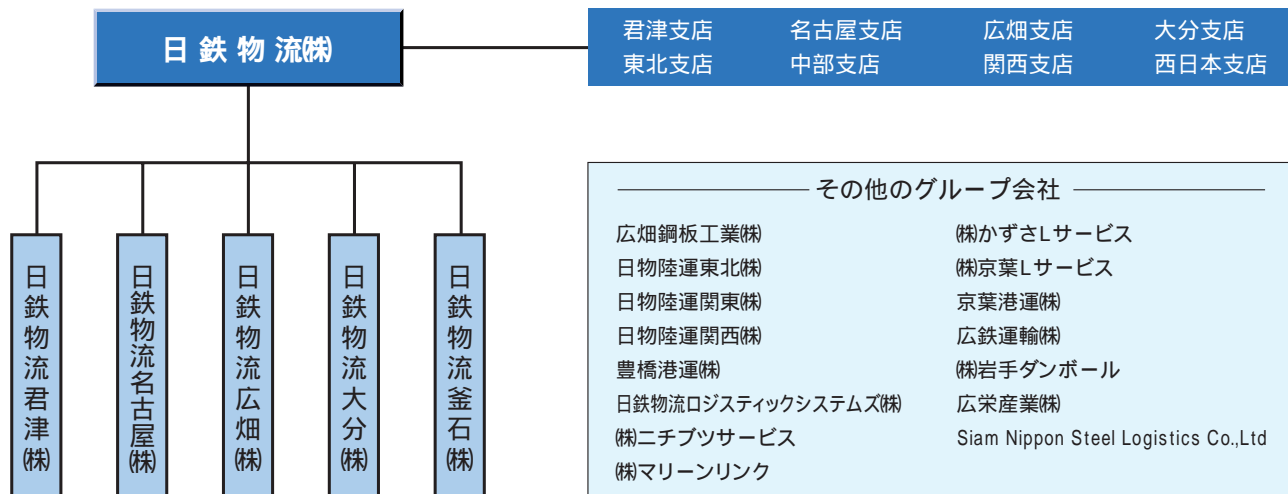 日鉄物流㈱
君津支店 名古屋支店 広畑支店 大分支店
東北支店 中部支店 関西支店 西日本支店
日鉄物流君津㈱
日鉄物流名古屋㈱
日鉄物流広畑㈱
日鉄物流大分㈱
日鉄物流釜石㈱
その他のグループ会社
広畑鋼板工業㈱
日物陸運東北㈱
日物陸運関東㈱
日物陸運関西㈱
豊橋港運㈱
日鉄物流ロジスティックシステムズ㈱
㈱ニチブツサービス
㈱マリーンリンク
㈱かずさLサービス
㈱京葉Lサービス
京葉港運㈱
広鉄運輸㈱
㈱岩手ダンボール
広栄産業㈱
Siam Nippon Steel Logistics Co.,Ltd